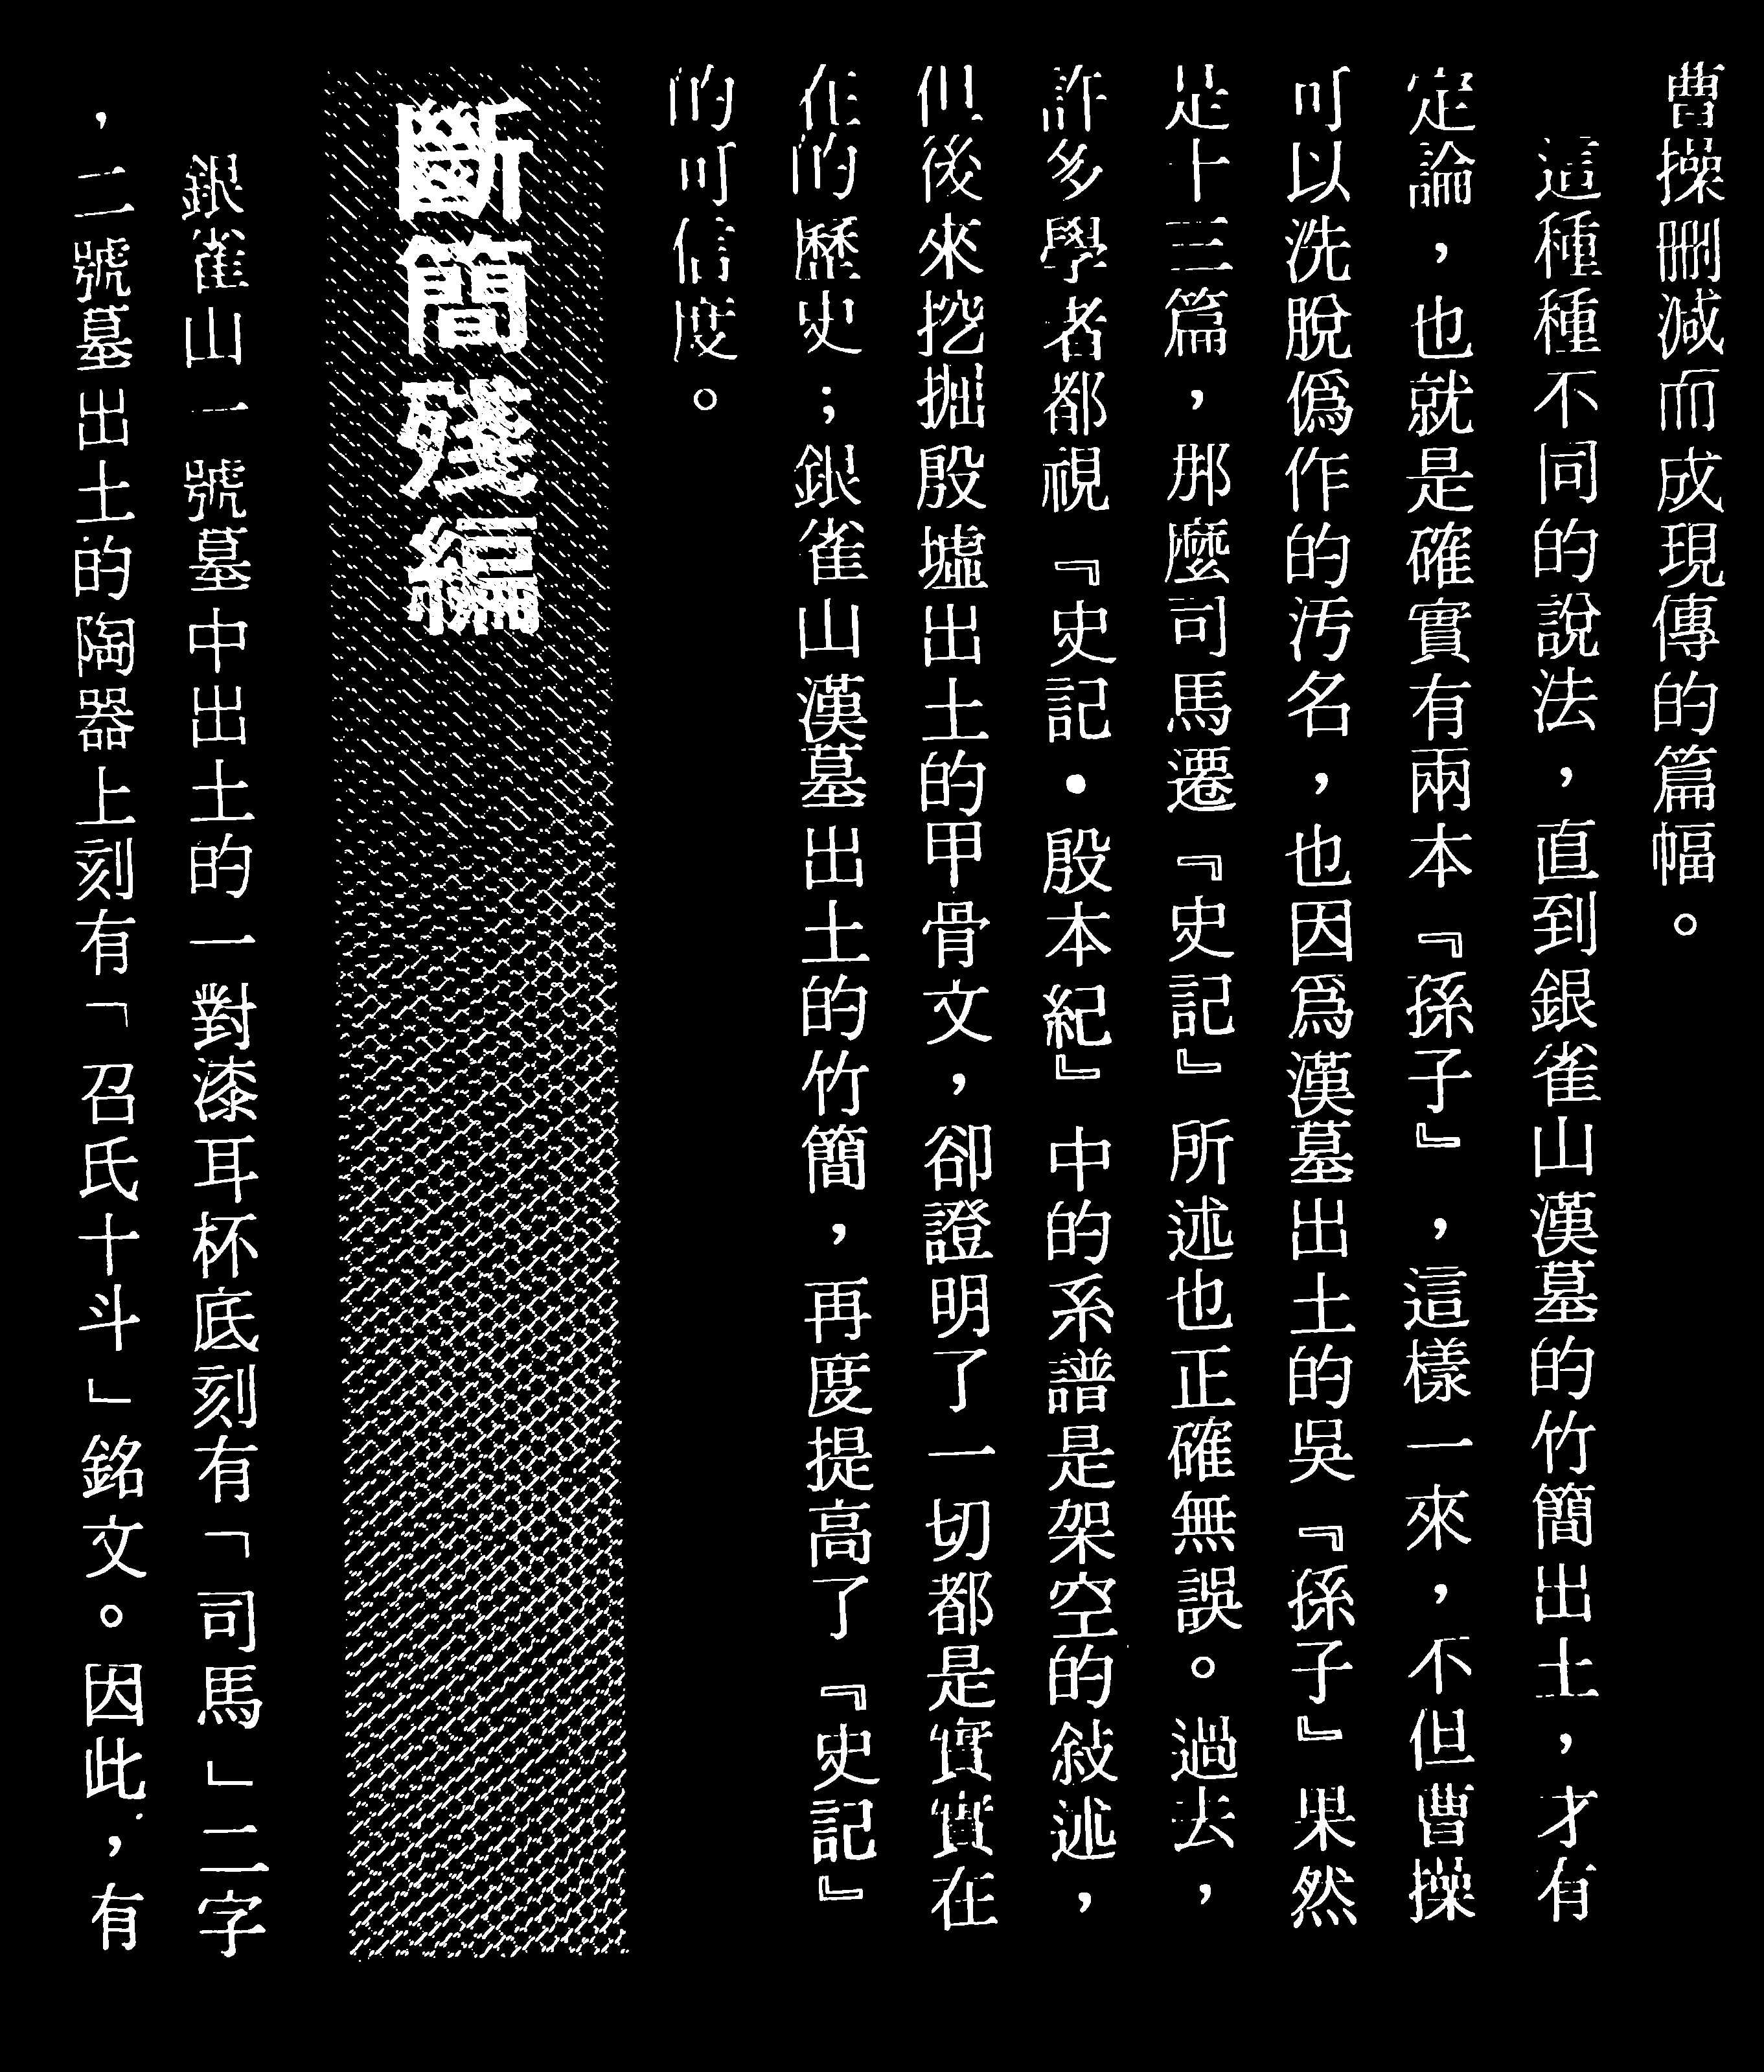 曹操刪減而成現傳的篇幅。
這種種不同的說法，直到銀雀山漢墓的竹簡出土，才有
定論，也就是確實有兩本『孫子』，這樣一來，不但曹操
可以洗脫僞作的污名，也因爲漢墓出土的吳『孫子』果然
是十三篇，那麼司馬遷『史記』所述也正確無誤。過去，
許多學者都視『史記・殷本紀』中的系譜是架空的敍述，
但後來挖掘殷墟出土的甲骨文，卻證明了一切都是實實在
在的歷史；銀雀山漢墓出土的竹簡，再度提高了『史記』
的可信度。
斷簡殘編
銀雀山一號墓中出土的一對漆耳杯底刻有「司馬」二字
，二號墓出土的陶器上刻有「召氏十斗」銘文。因此，有